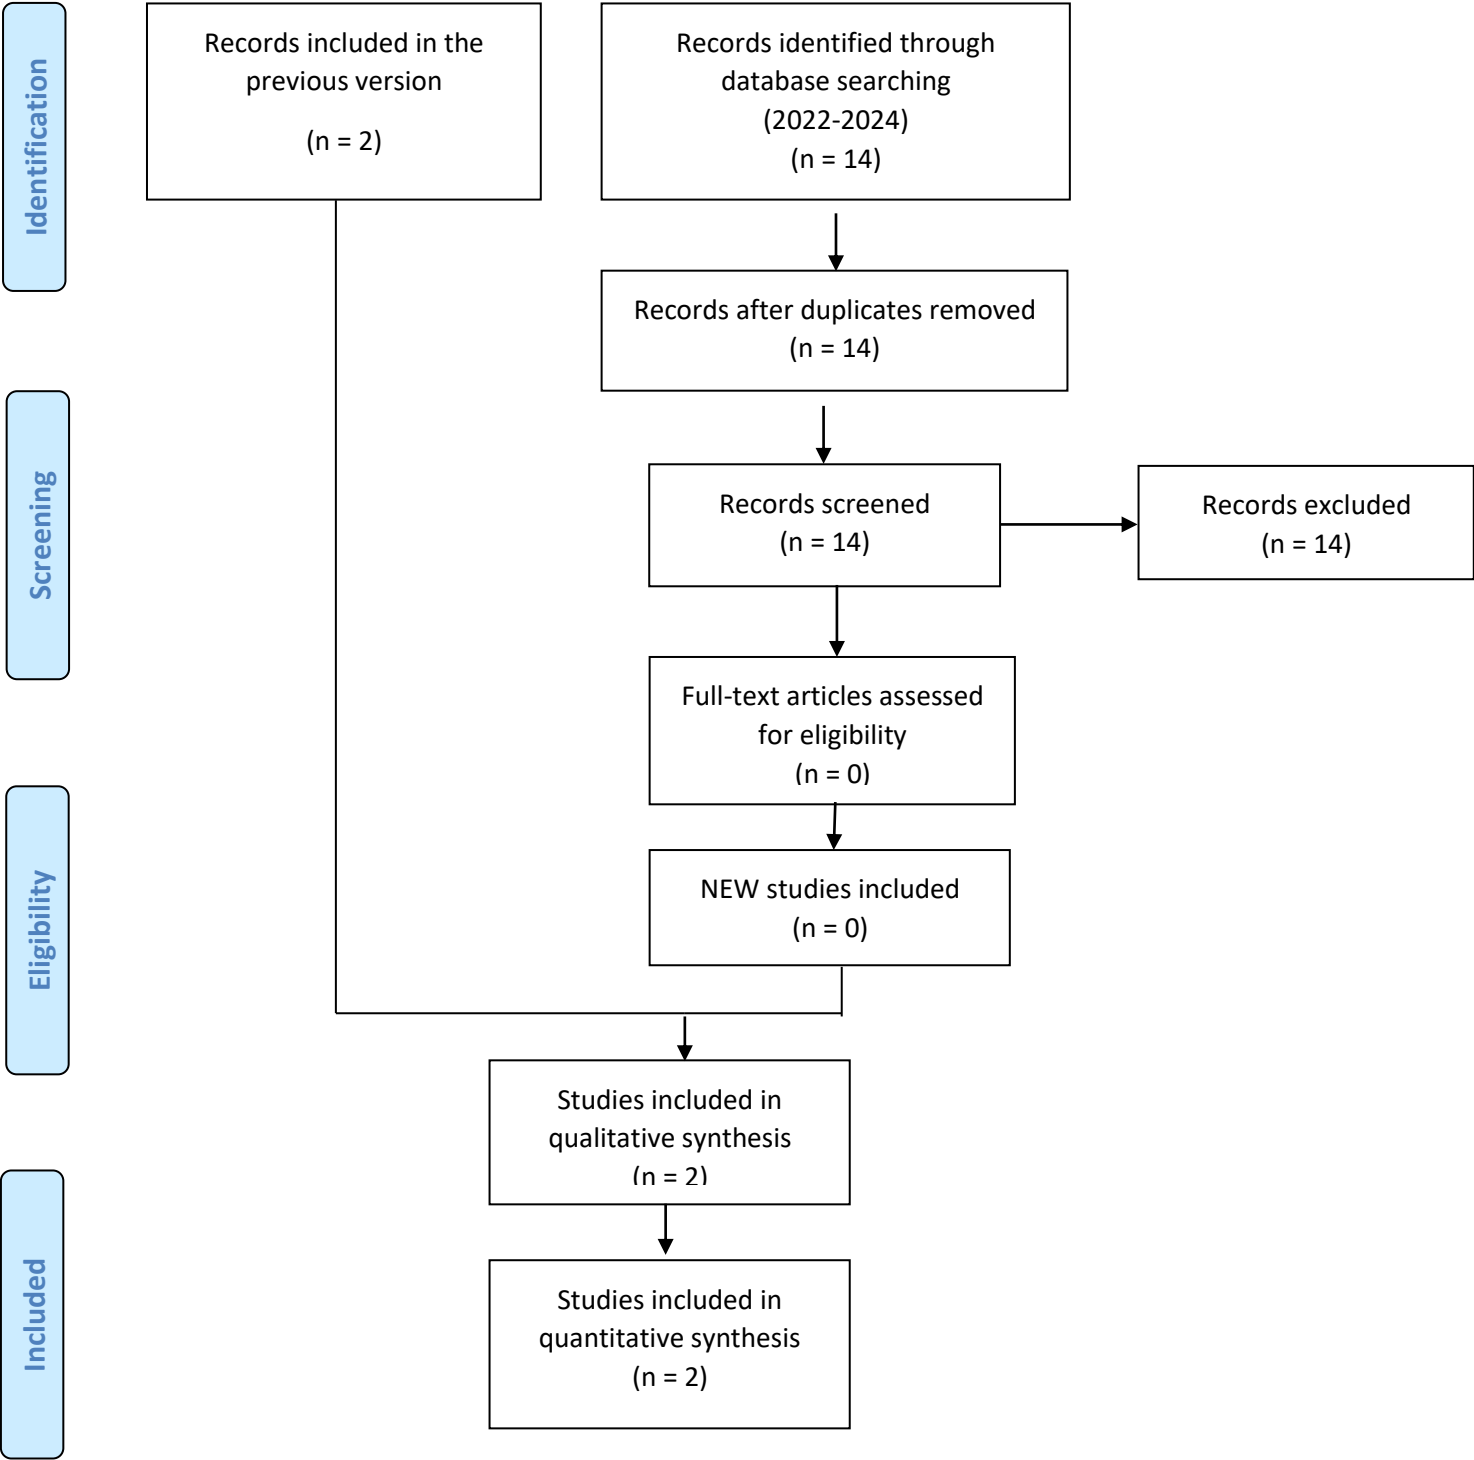 Identification
Records included in the
previous version
(n = 2)
Records identified through
database searching
(2022-2024)
(n = 14)
Records after duplicates removed
(n = 14)
Screening
Records screened
(n = 14)
Records excluded
(n = 14)
Full-text articles assessed
for eligibility
(n = 0)
Eligibility
NEW studies included
(n = 0)
Studies included in
qualitative synthesis
(n = 2)
Included
Studies included in
quantitative synthesis
(n = 2)